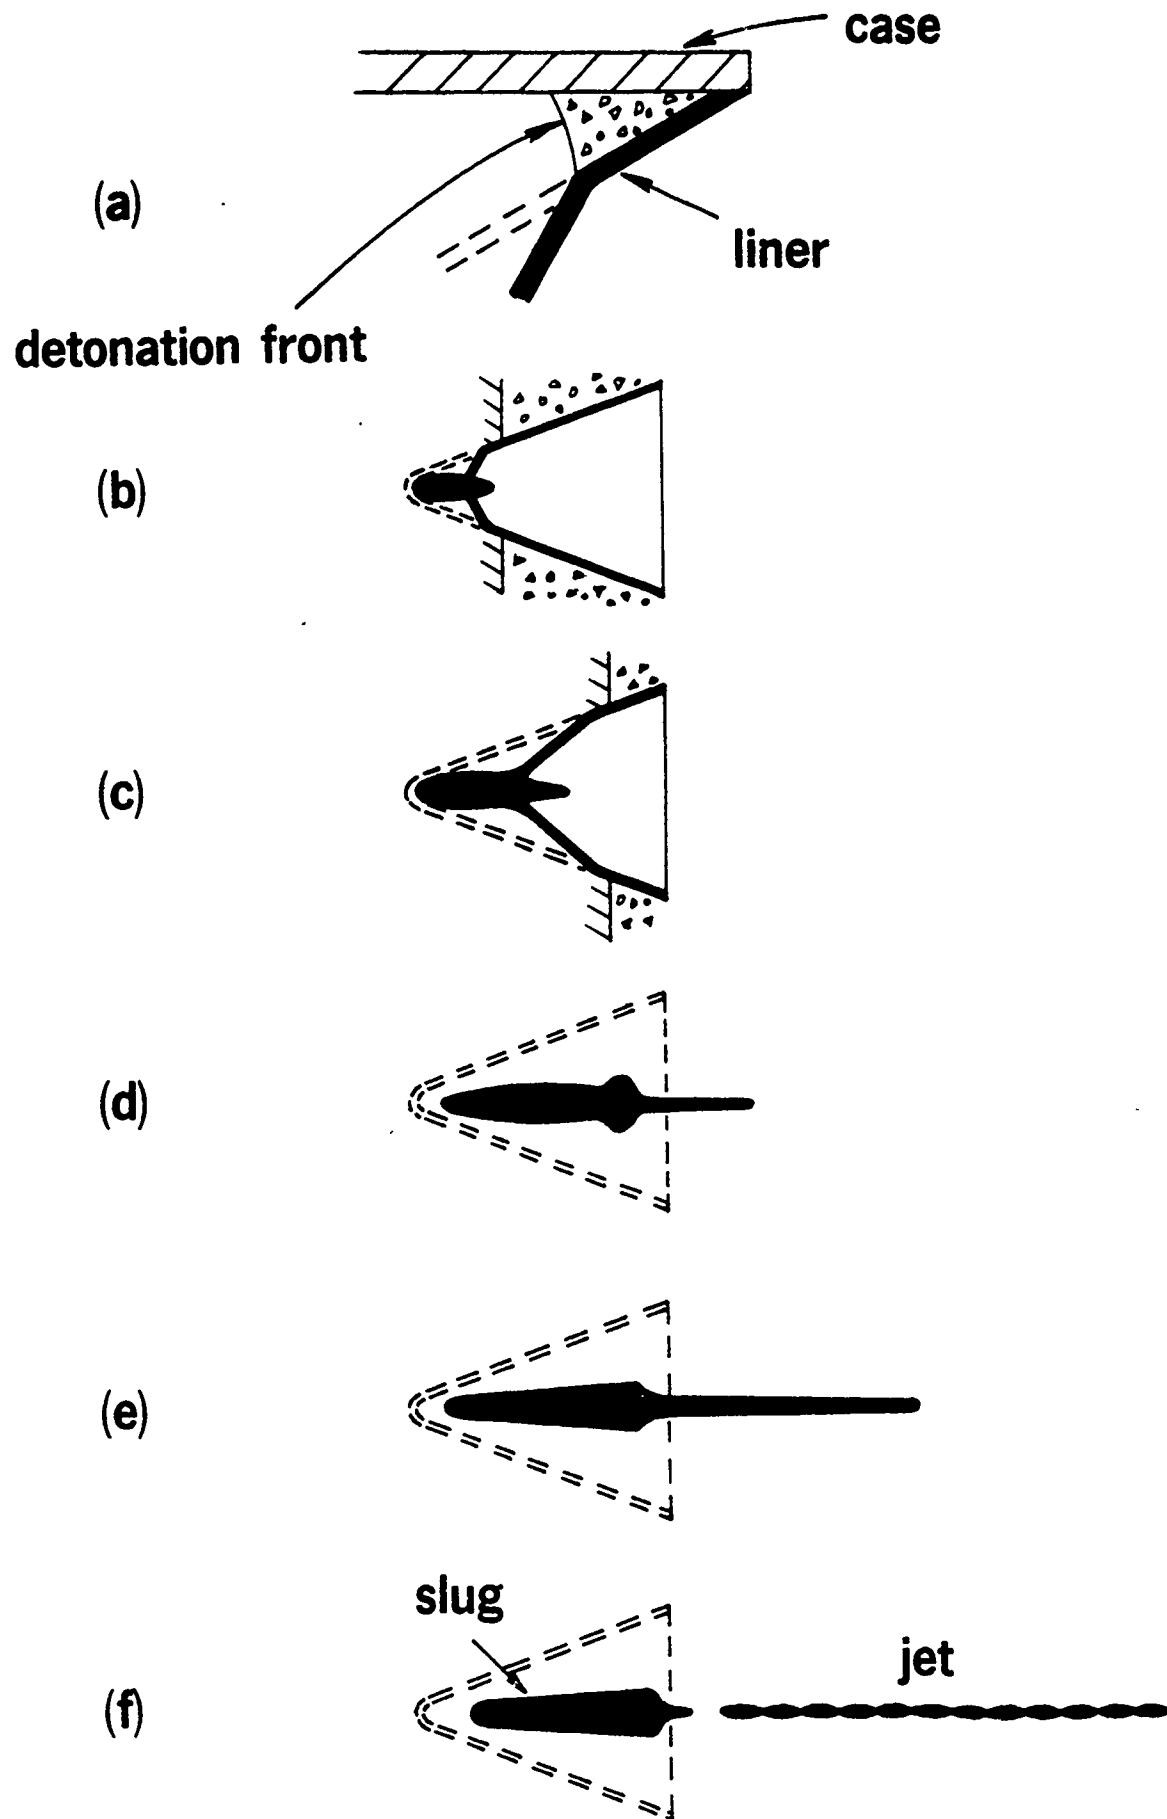 case
(a)
liner
detonation front
(b)
(c)
(d)
(e)
slug
jet
(f)